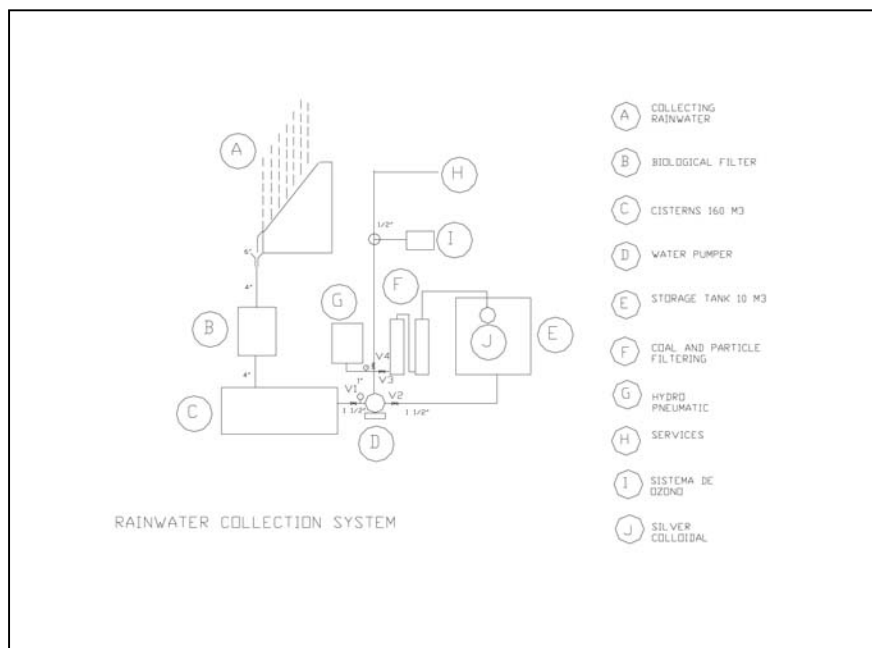 A
COLLECTING
RAINWATER
B
BIOLOGICAL FILTER
C
CISTERNS 160 M3
D
WATER PUMPER
E
STORAGE TANK 10 M3
F
COAL AND PARTICLE
FILTERING
G
HYDRO
PNEUMATIC
H
SERVICES
I
SISTEMA DE
OZONO
J
SILVER
COLLOIDAL
A
H
1/2"
I
6"
4"
F
G
B
E
J
V4
V3
1"
4"
V1
V2
C
1 1/2"
1 1/2"
D
RAINWATER COLLECTION SYSTEM